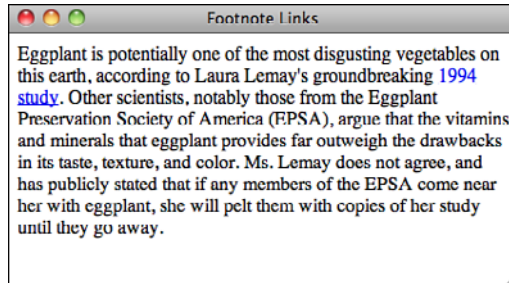 Footnote Links
Eggplant is potentially one of the most disgusting vegetables on
this earth, according to Laura Lemay's groundbreaking 1994
study. Other scientists, notably those from the Eggplant
Preservation Society of America (EPSA), argue that the vitamins
and minerals that eggplant provides far outweigh the drawbacks
in its taste, texture, and color. Ms. Lemay does not agree, and
has publicly stated that if any members of the EPSA come near
her with eggplant, she will pelt them with copies of her study
until they go away.